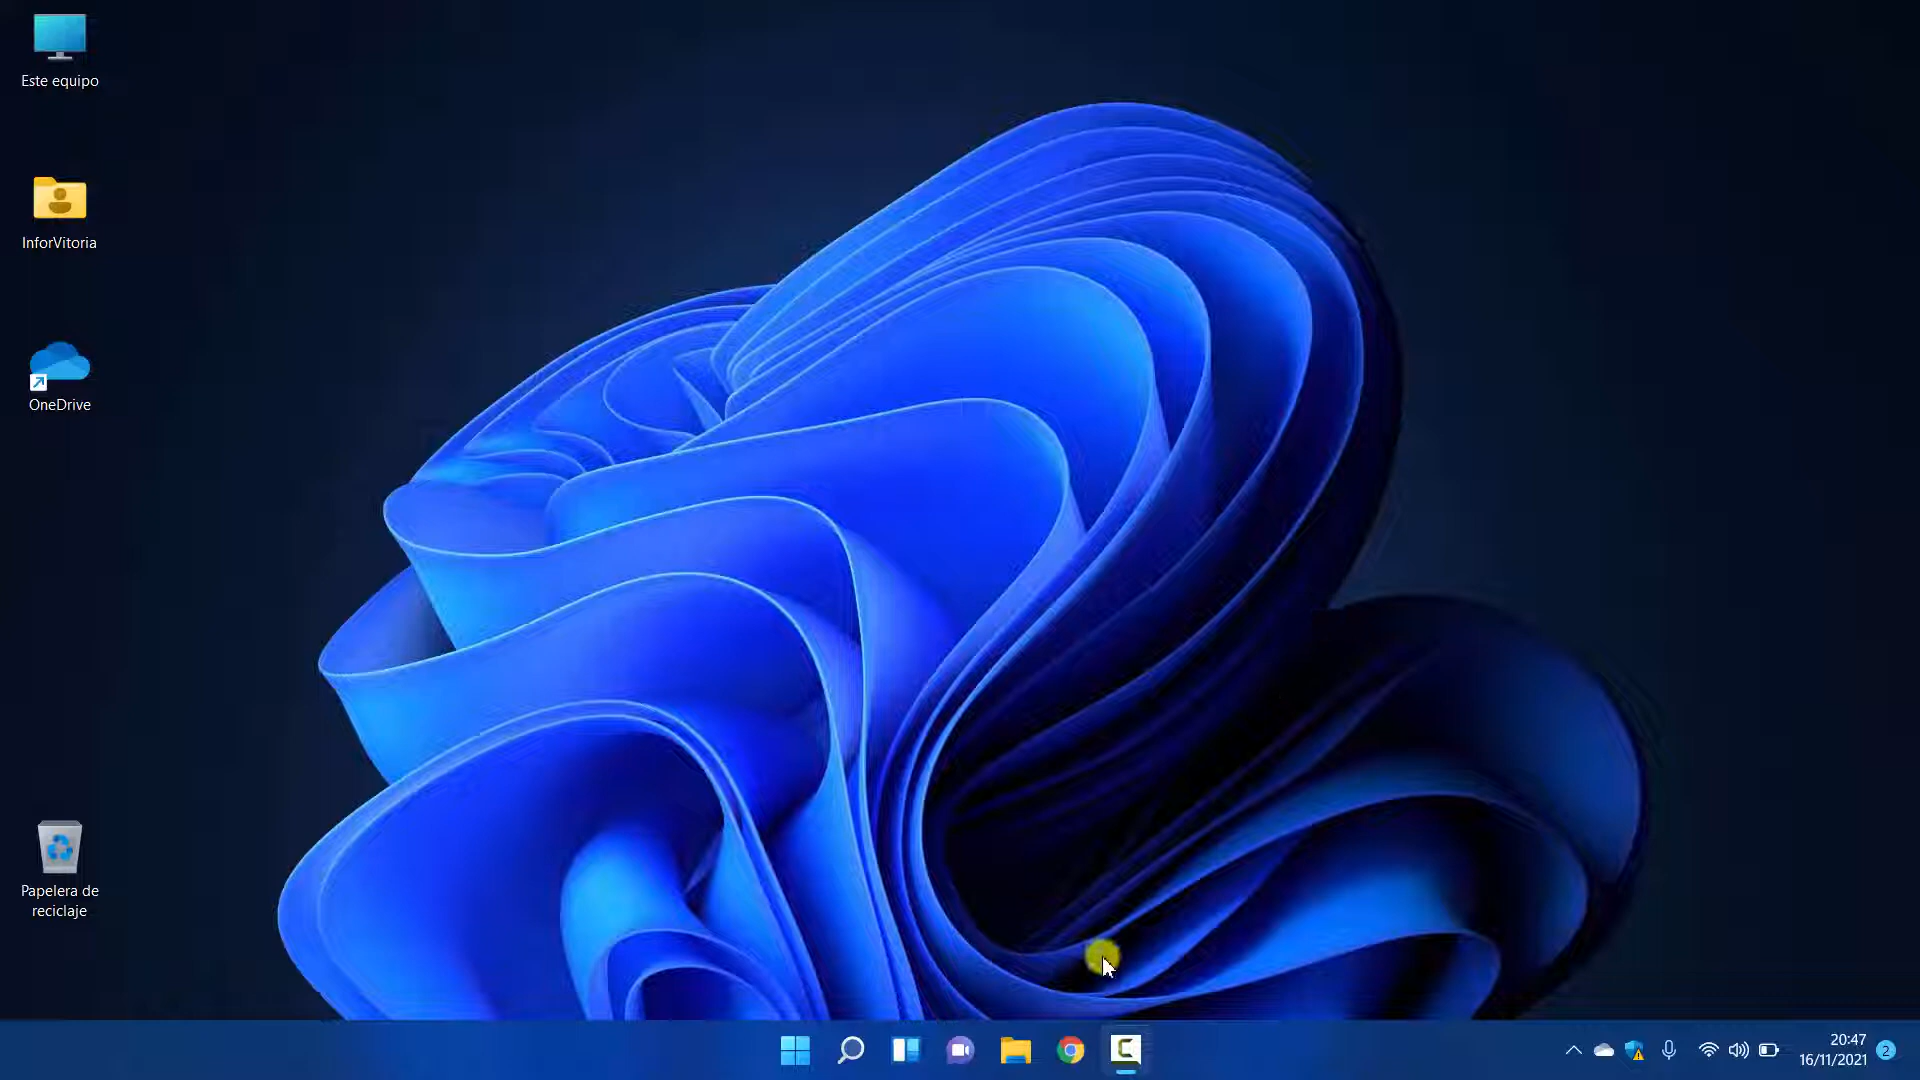 Este equipo
InforVitoria
OneDrive
Papelera de
reciclaje
20:47
16/11/2021
2